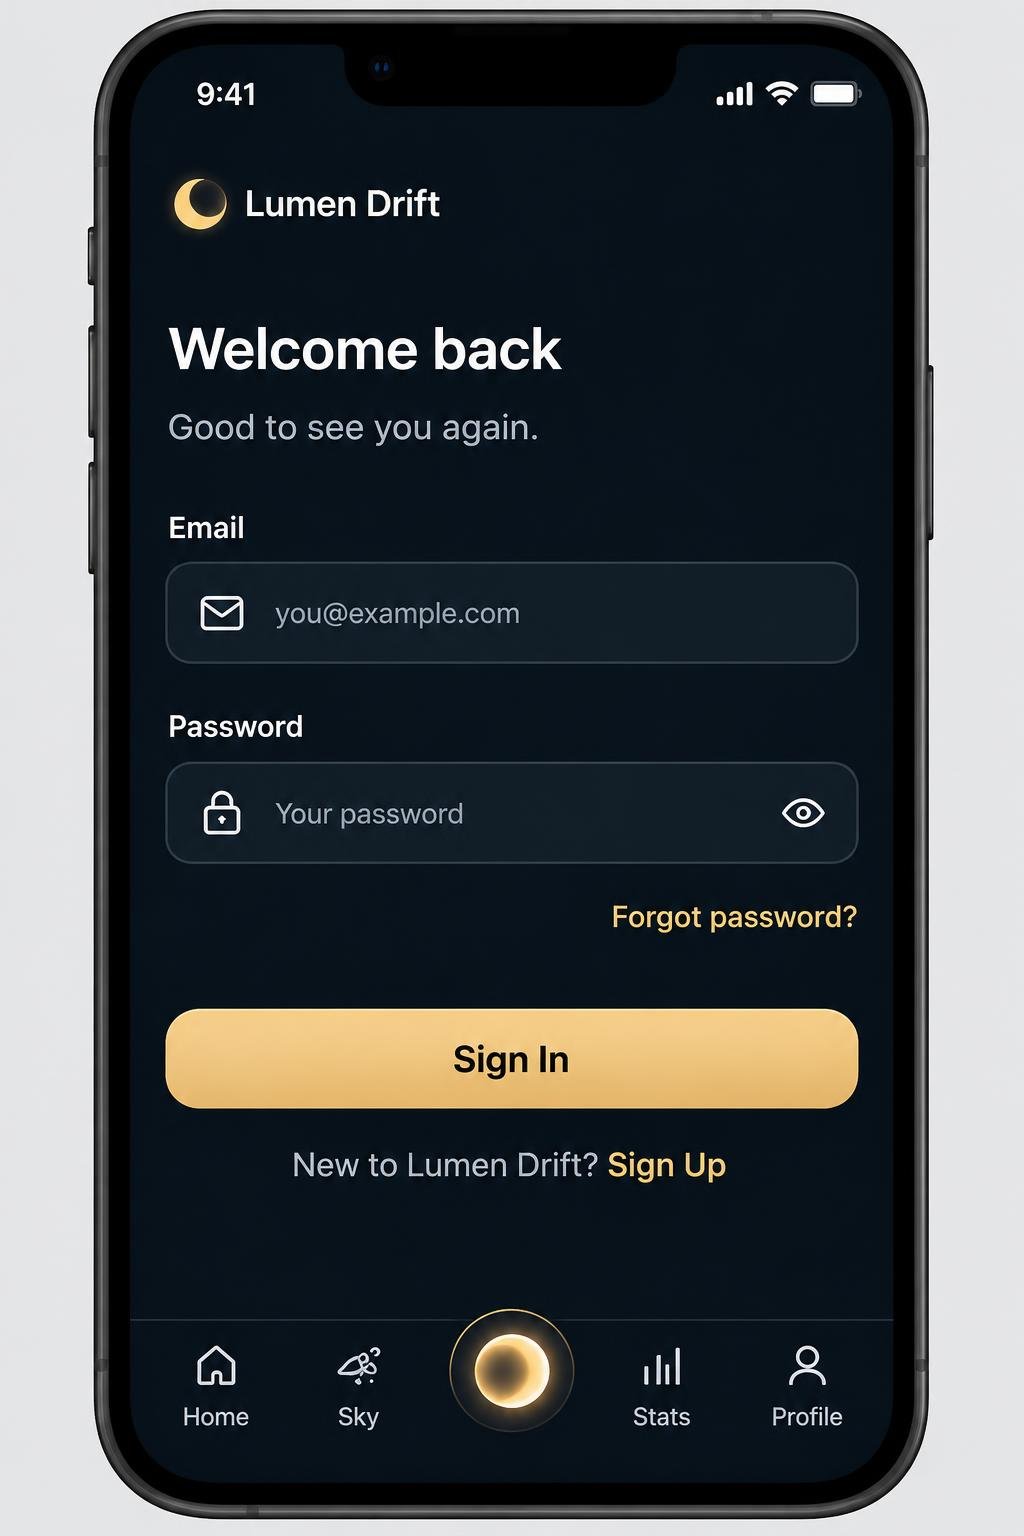 9:41
Lumen Drift
Welcome back
Good to see you again.
Email
you@example.com
Password
Your password
Forgot password?
Sign In
New to Lumen Drift? Sign Up
Home
Sky
Stats
Profile